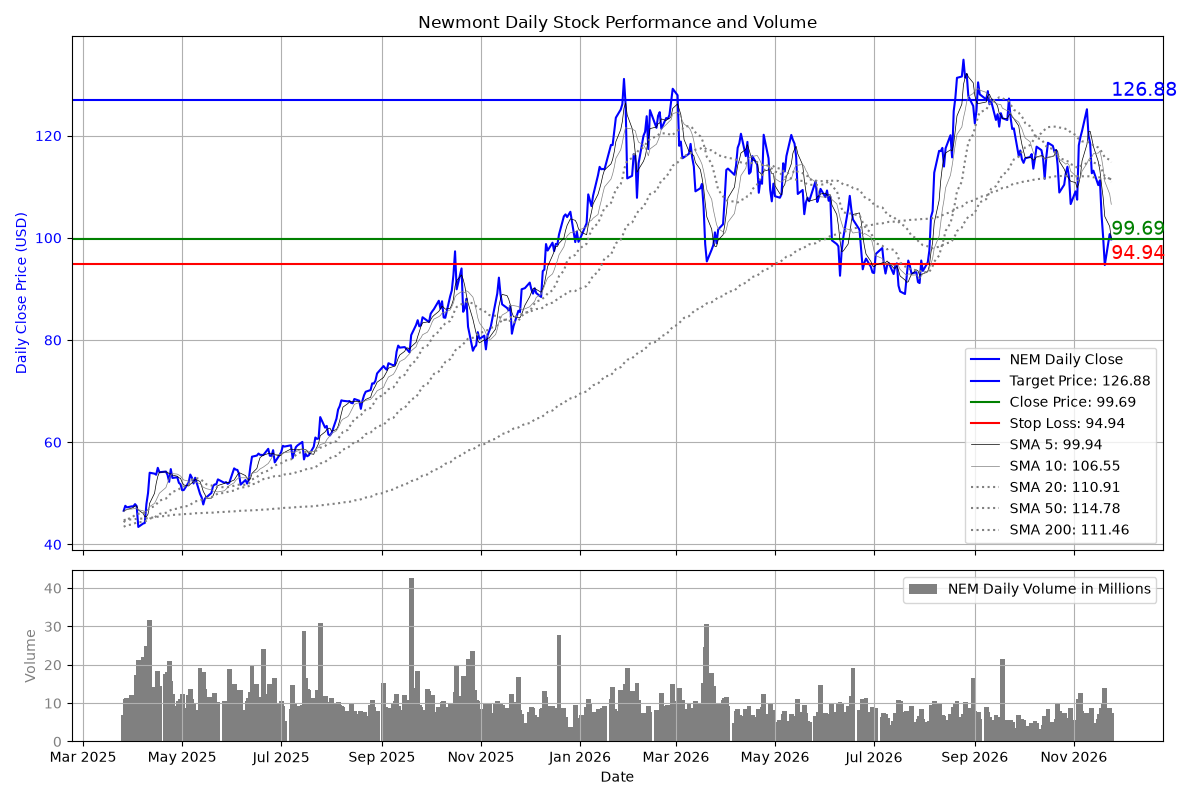 Newmont Daily Stock Performance and Volume
Daily Close Price (USD)
120
100
80
60
40
126.88
99.69
94.94
NEM Daily Close
Target Price: 126.88
Close Price: 99.69
Stop Loss: 94.94
SMA 5: 99.94
SMA 10: 106.55
SMA 20: 110.91
SMA 50: 114.78
SMA 200: 111.46
Volume
40
30
20
10
0
NEM Daily Volume in Millions
Mar 2025 May 2025 Jul 2025 Sep 2025 Nov 2025 Jan 2026 Mar 2026 May 2026 Jul 2026 Sep 2026 Nov 2026
Date